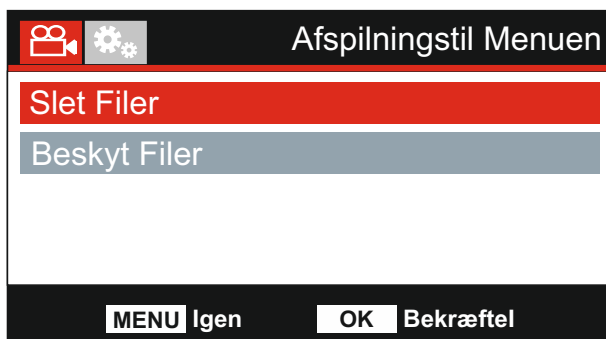 Afspilningstil Menuen
Slet Filer
Beskyt Filer
MENU Igen OK Bekræftel